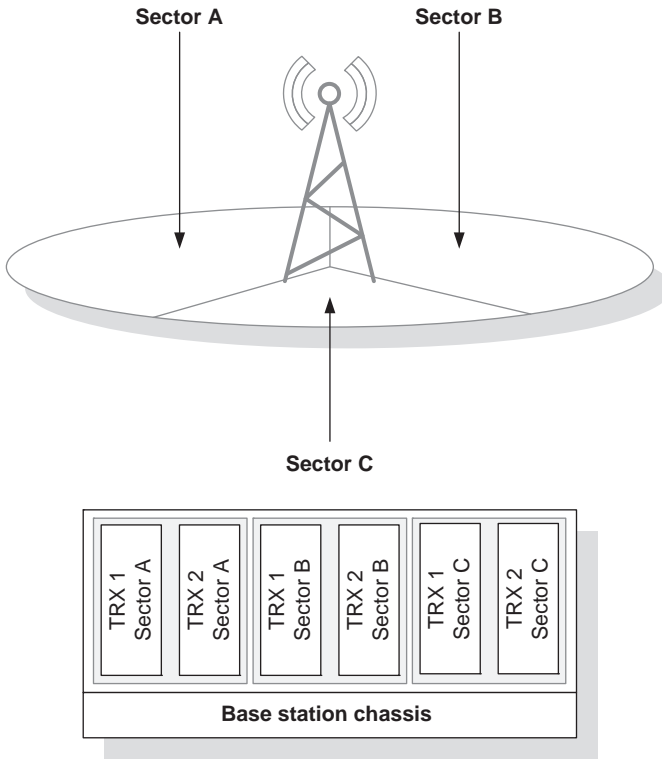 Sector A
Sector B
Sector C
TRX 1
Sector A
TRX 2
Sector A
TRX 1
Sector B
TRX 2
Sector B
TRX 1
Sector C
TRX 2
Sector C
Base station chassis